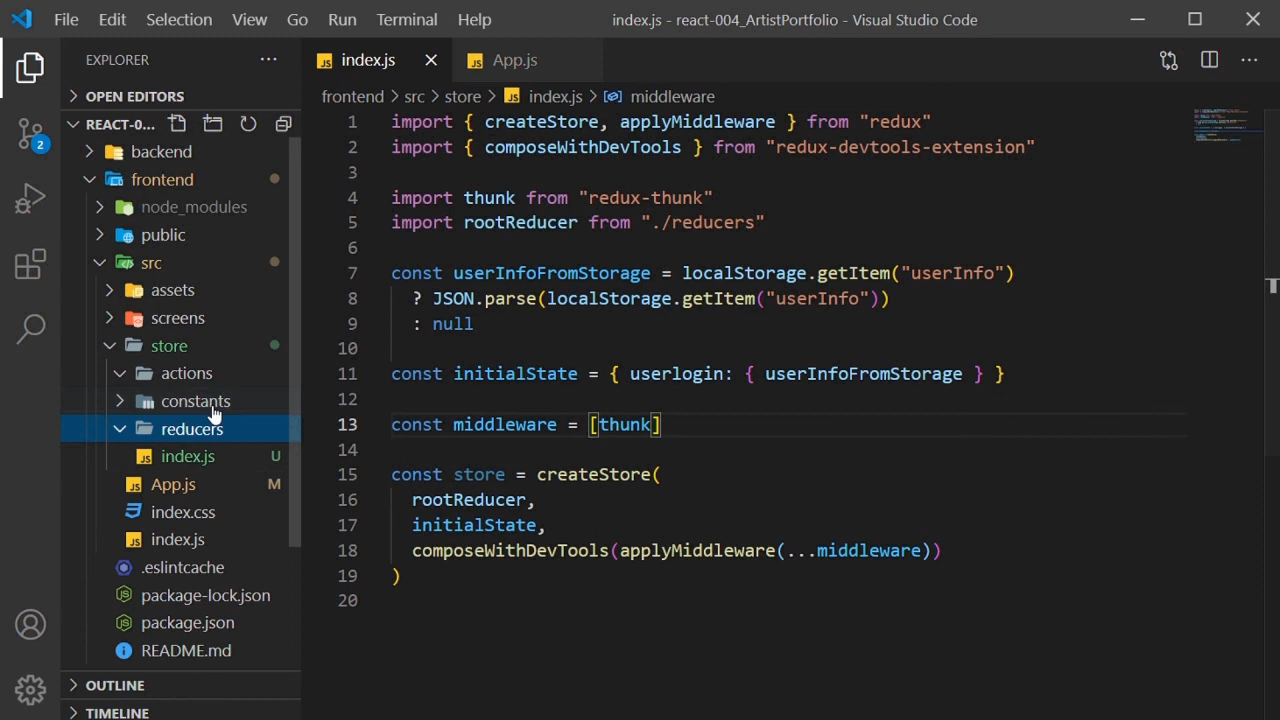 File Edit Selection View Go Run Terminal Help index.js - react-004_ArtistPortfolio - Visual Studio Code
EXPLORER
OPEN EDITORS
REACT-0...
backend
frontend
node_modules
public
src
assets
screens
store
actions
constants
reducers
index.js U
App.js M
index.css
index.js
.eslintcache
package-lock.json
package.json
README.md
OUTLINE
TIMELINE
2
index.js App.js
frontend > src > store > index.js > middleware
1 import { createStore, applyMiddleware } from "redux"
2 import { composeWithDevTools } from "redux-devtools-extension"
3
4 import thunk from "redux-thunk"
5 import rootReducer from "./reducers"
6
7 const userInfoFromStorage = localStorage.getItem("userInfo")
8 ? JSON.parse(localStorage.getItem("userInfo"))
9 : null
10
11 const initialState = { userlogin: { userInfoFromStorage } }
12
13 const middleware = [thunk]
14
15 const store = createStore(
16 rootReducer,
17 initialState,
18 composeWithDevTools(applyMiddleware(...middleware))
19 )
20